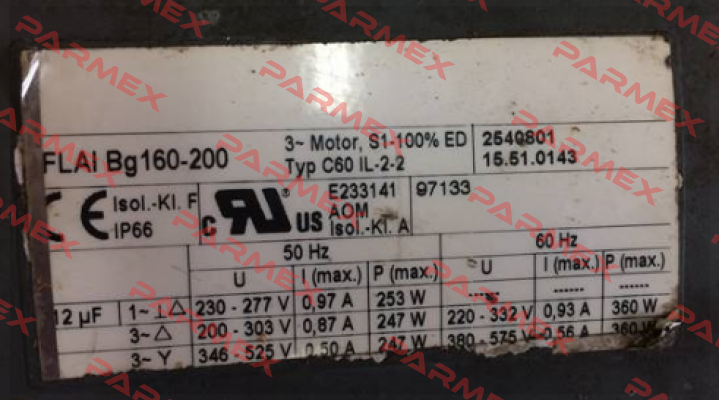 FLAI Bg160-200
3~ Motor, S1-100% ED
Typ C60 IL-2-2
2540801
15.51.0143
CE
Isol.-Kl. F
IP66
c RU US
E233141
AOM
Isol.-Kl. A
97133
50 Hz 60 Hz
U I (max.) P (max.) U I (max.) P (max.)
12 µF 1~ ⊥ △ 230 - 277 V 0,97 A 253 W ----- ------ ------
3~ △ 200 - 303 V 0,87 A 247 W 220 - 332 V 0,93 A 360 W
3~ Y 346 - 525 V 0,50 A 247 W 380 - 575 V 0,56 A 360 W
PARMEX